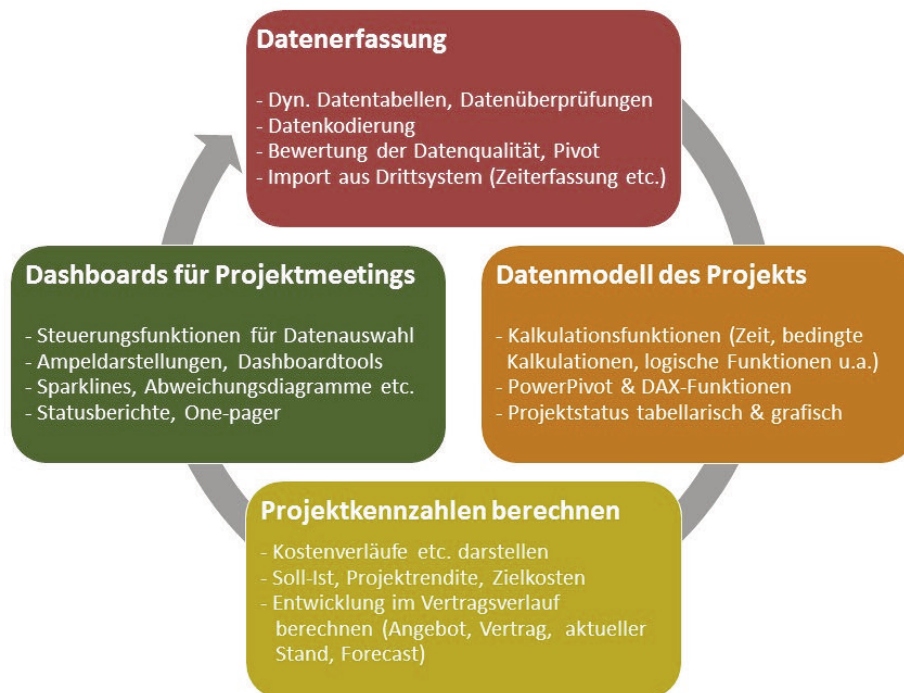 Datenerfassung
- Dyn. Datentabellen, Datenüberprüfungen
- Datenkodierung
- Bewertung der Datenqualität, Pivot
- Import aus Drittsystem (Zeiterfassung etc.)
Datenmodell des Projekts
- Kalkulationsfunktionen (Zeit, bedingte
Kalkulationen, logische Funktionen u.a.)
- PowerPivot & DAX-Funktionen
- Projektstatus tabellarisch & grafisch
Projektkennzahlen berechnen
- Kostenverläufe etc. darstellen
- Soll-Ist, Projektrendite, Zielkosten
- Entwicklung im Vertragsverlauf
berechnen (Angebot, Vertrag, aktueller
Stand, Forecast)
Dashboards für Projektmeetings
- Steuerungsfunktionen für Datenauswahl
- Ampeldarstellungen, Dashboardtools
- Sparklines, Abweichungsdiagramme etc.
- Statusberichte, One-pager